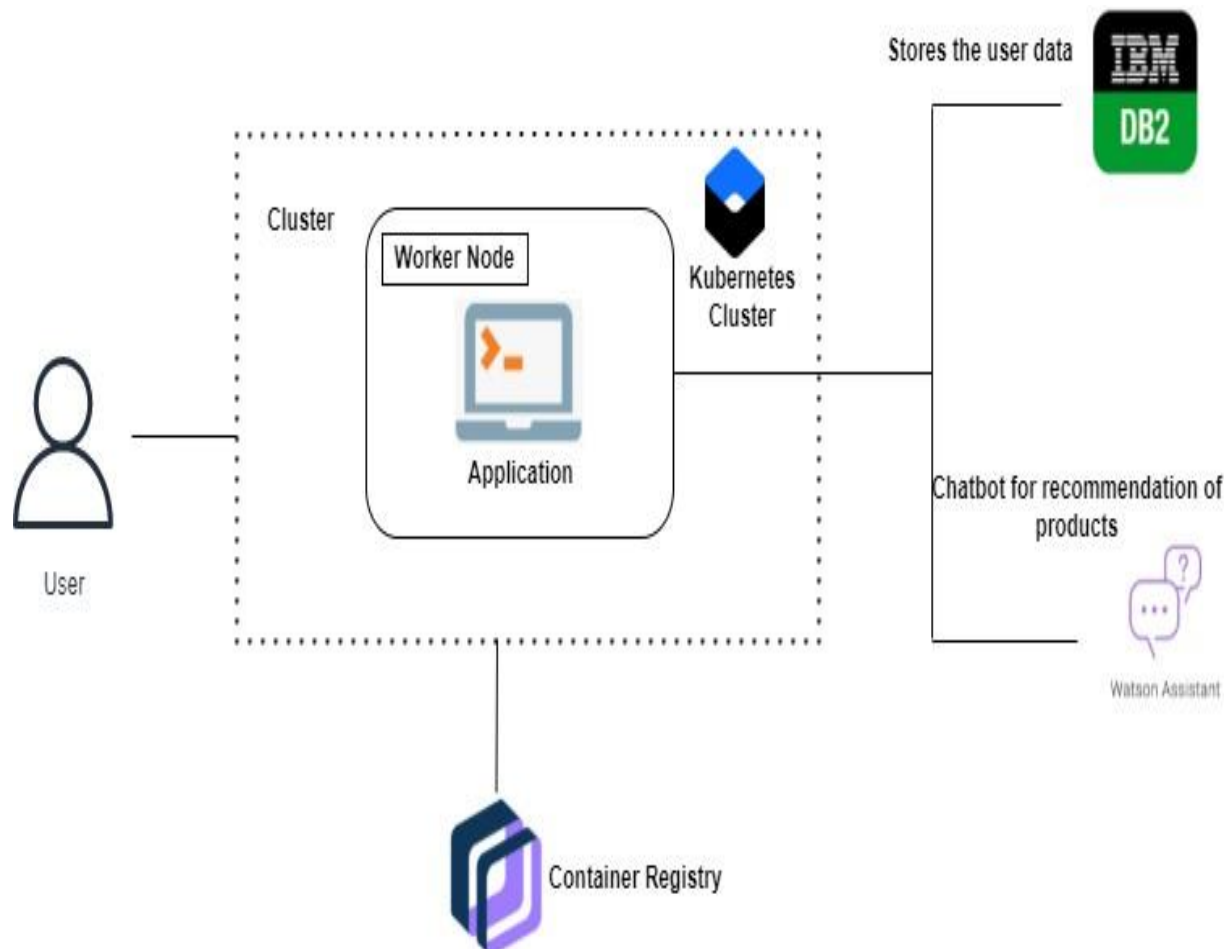 Stores the user data
IBM
DB2
Cluster
Worker Node
Kubernetes
Cluster
Application
User
Chatbot for recommendation of
products
?
Watson Assistant
Container Registry